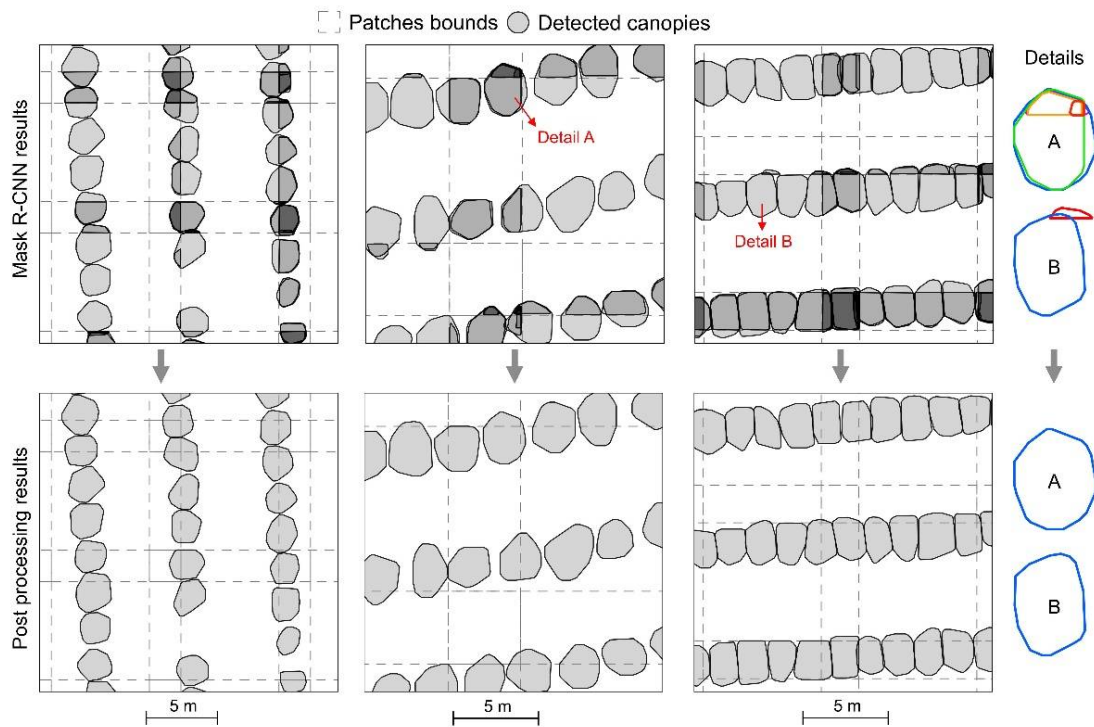 Patches bounds Detected canopies
Details
Mask R-CNN results
Detail A
Detail B
A
B
Post processing results
A
B
5 m
5 m
5 m